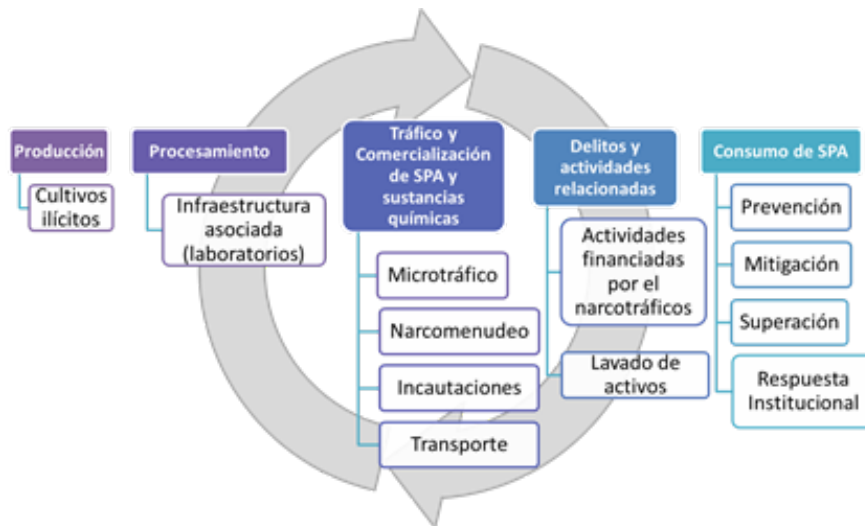 Producción
Cultivos
ilícitos
Procesamiento
Infraestructura
asociada
(laboratorios)
Tráfico y
Comercialización
de SPA y
sustancias
químicas
Microtráfico
Narcomenudeo
Incautaciones
Transporte
Delitos y
actividades
relacionadas
Actividades
financiadas
por el
narcotráficos
Lavado de
activos
Consumo de SPA
Prevención
Mitigación
Superación
Respuesta
Institucional